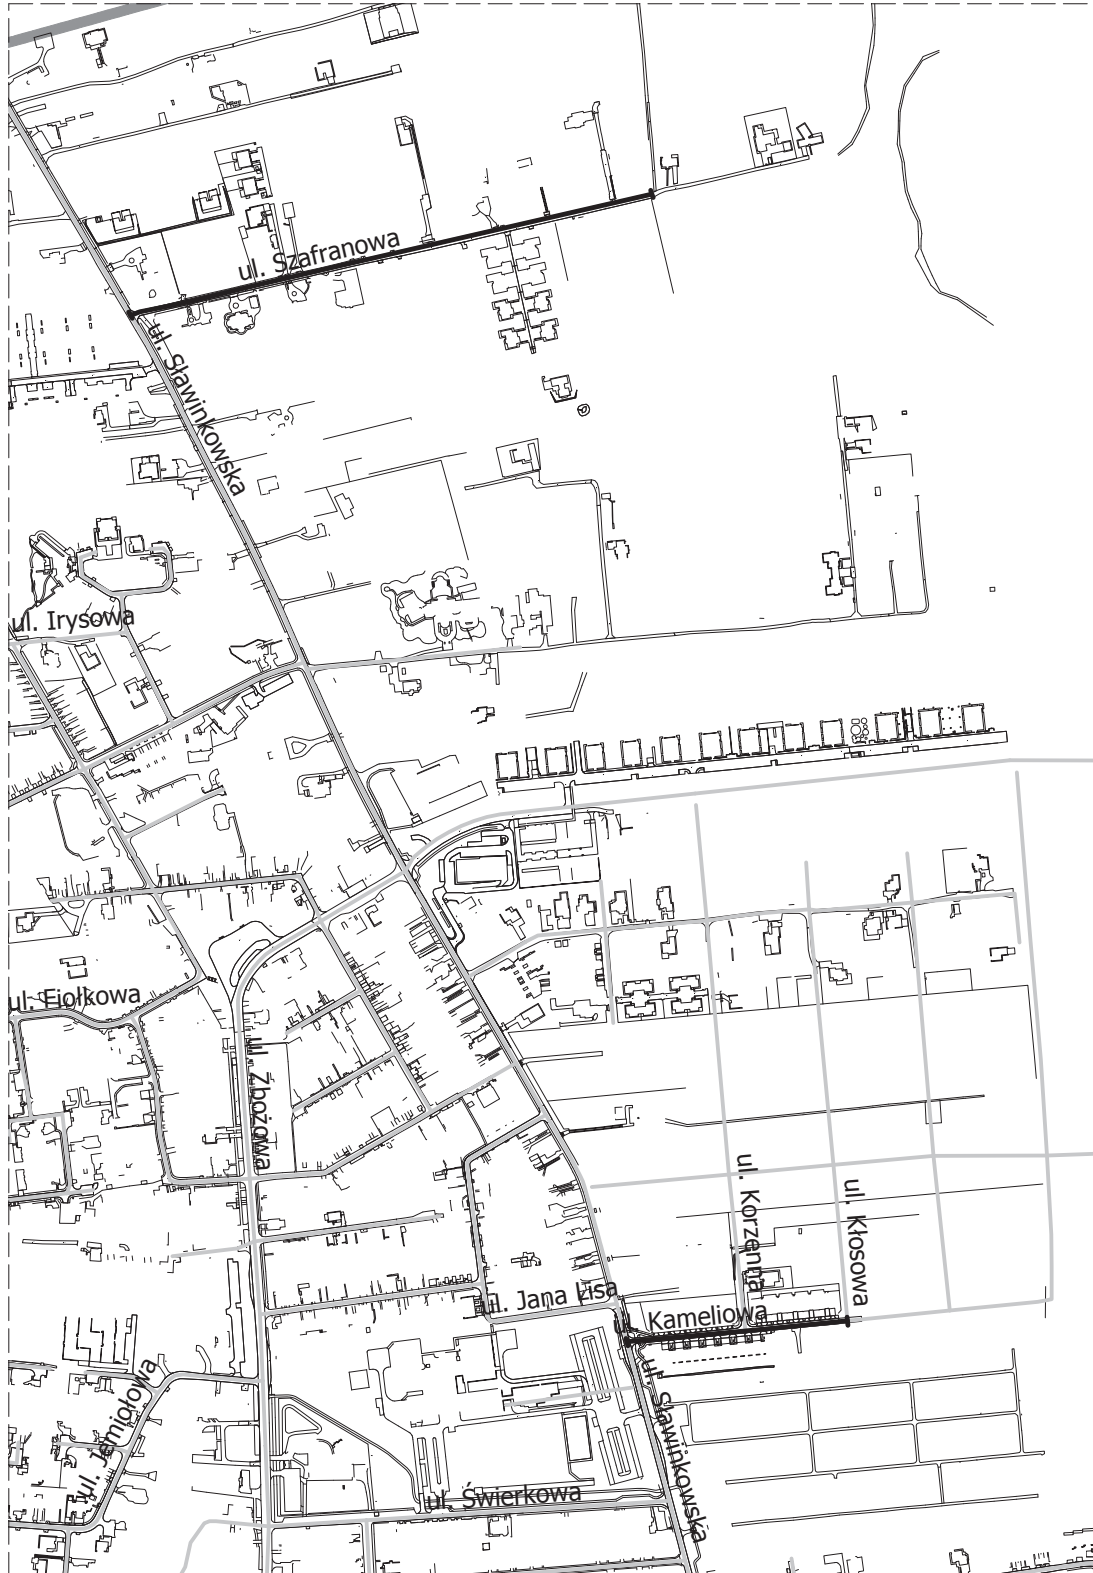 ul. Szafranowa
ul. Sławinkowska
ul. Irysowa
ul. Fiołkowa
ul. Zbożowa
ul. Korzenna
ul. Kłosowa
ul. Jana Lisa
ul. Kameliowa
ul. Jemiołowa
ul. Sławinkowska
ul. Świerkowa